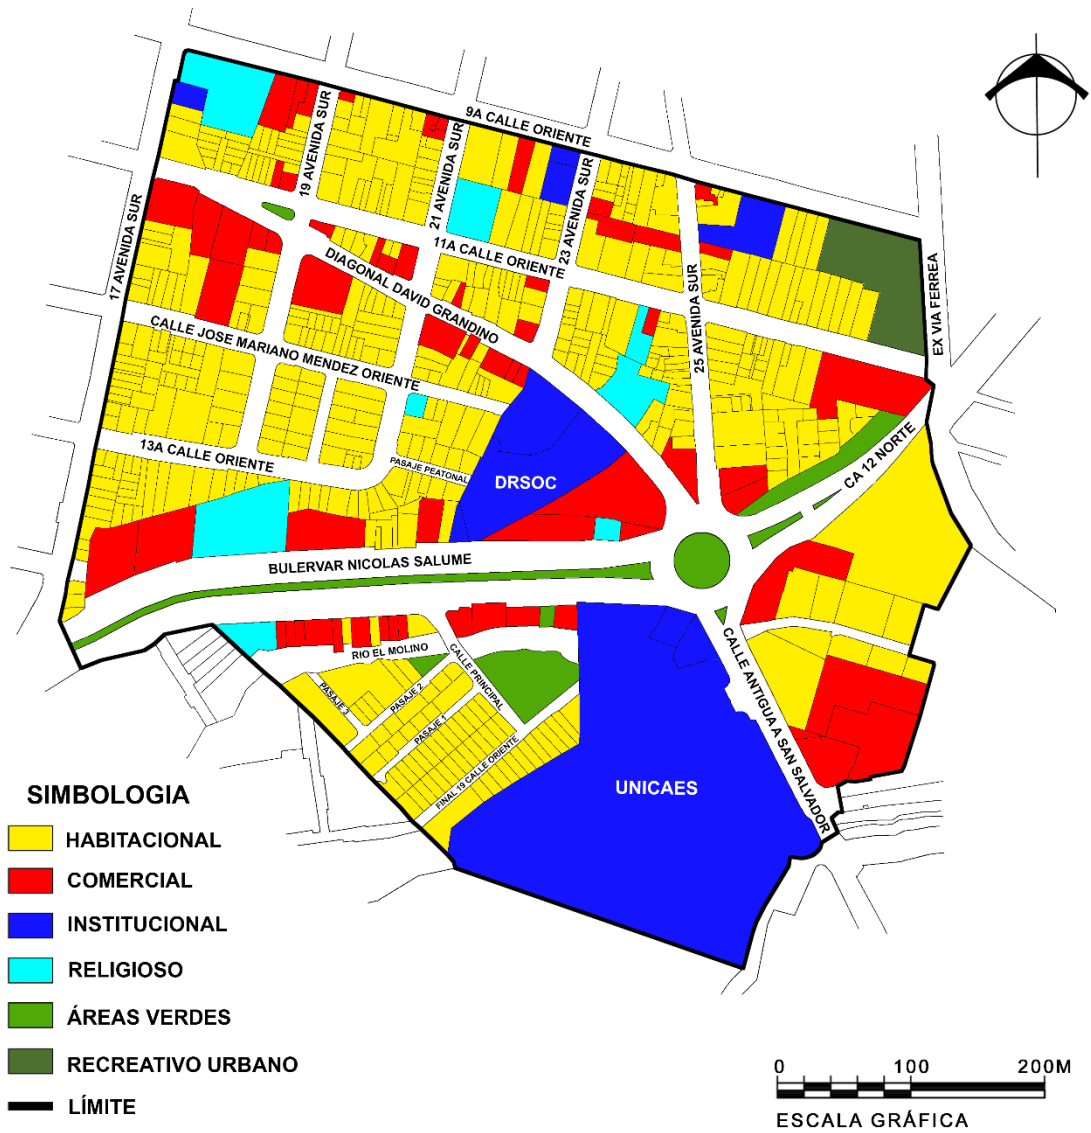 9A CALLE ORIENTE
19 AVENIDA SUR
21 AVENIDA SUR
23 AVENIDA SUR
17 AVENIDA SUR
11A CALLE ORIENTE
DIAGONAL DAVID GRANDINO
25 AVENIDA SUR
EX VIA FERREA
CALLE JOSE MARIANO MENDEZ ORIENTE
13A CALLE ORIENTE
PASAJE PEATONAL
DRSOC
CA 12 NORTE
BULERVAR NICOLAS SALUME
RIO EL MOLINO
CALLE PRINCIPAL
CALLE ANTIGUA A SAN SALVADOR
PASAJE 3
PASAJE 2
PASAJE 1
FINAL 19 CALLE ORIENTE
UNICAES
SIMBOLOGIA
HABITACIONAL
COMERCIAL
INSTITUCIONAL
RELIGIOSO
ÁREAS VERDES
RECREATIVO URBANO
LÍMITE
0 100 200M
ESCALA GRÁFICA